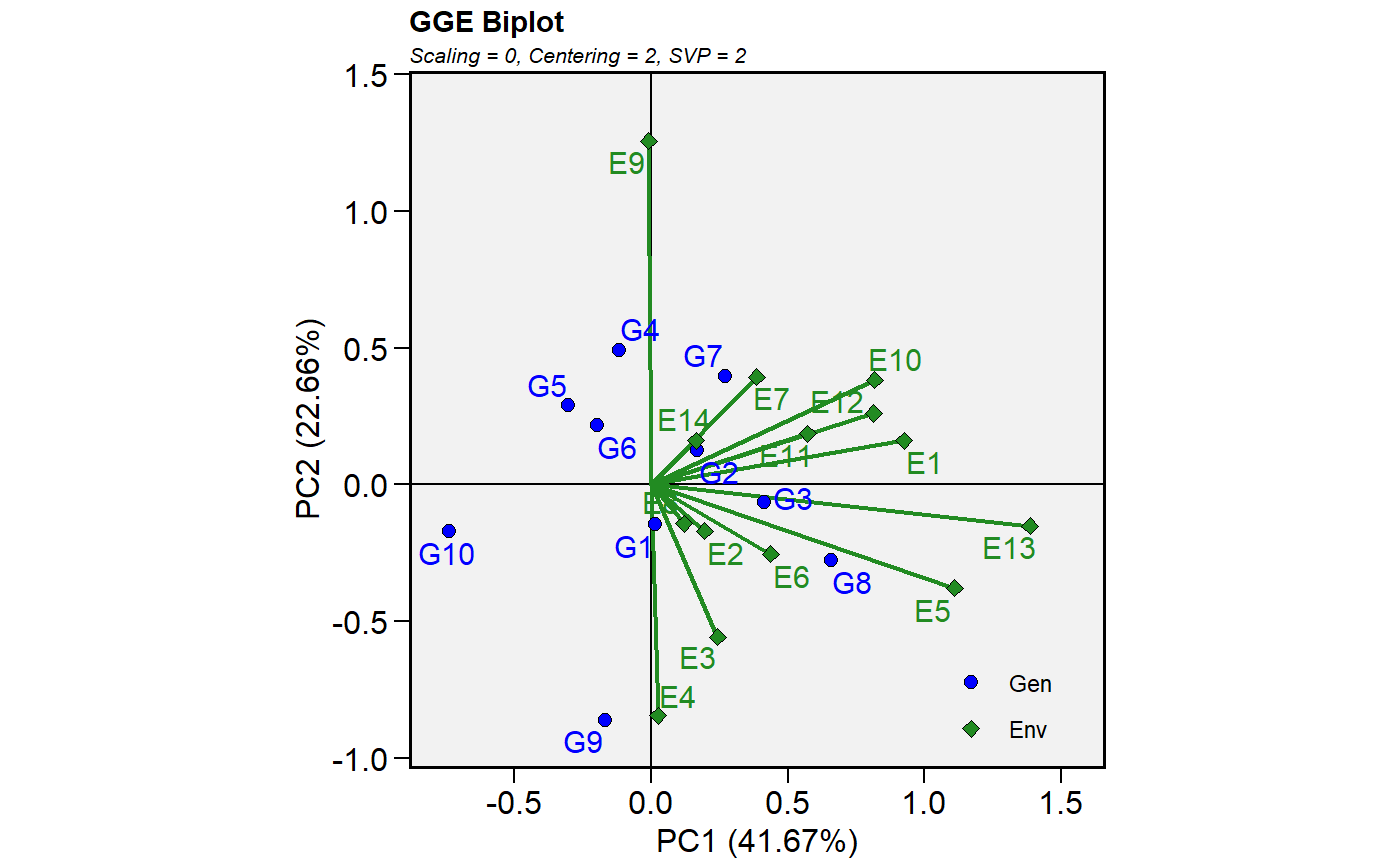 GGE Biplot
Scaling = 0, Centering = 2, SVP = 2
1.5
1.0
0.5
0.0
-0.5
-1.0
PC2 (22.66%)
E9
G4
G7
E10
G5
E7
E12
E14
G6
G2
E11
E1
G3
G10
G1
E2
E6
E13
G8
E5
E3
E4
G9
Gen
Env
-0.5
0.0
0.5
1.0
1.5
PC1 (41.67%)